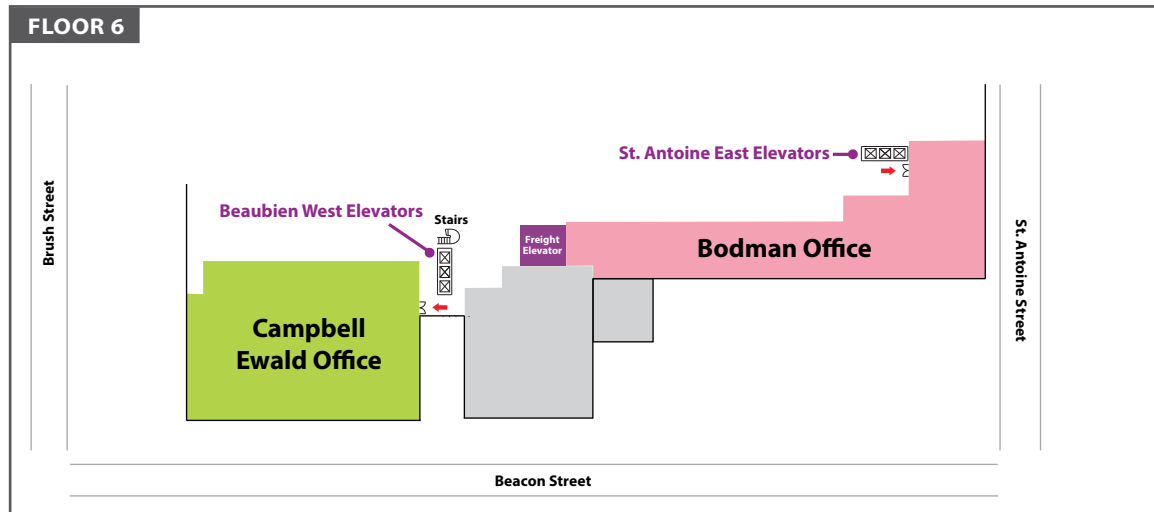 FLOOR 6
St. Antoine East Elevators
Beaubien West Elevators
Stairs
Brush Street
Freight
Elevator
Bodman Office
St. Antoine Street
Campbell
Ewald Office
Beacon Street